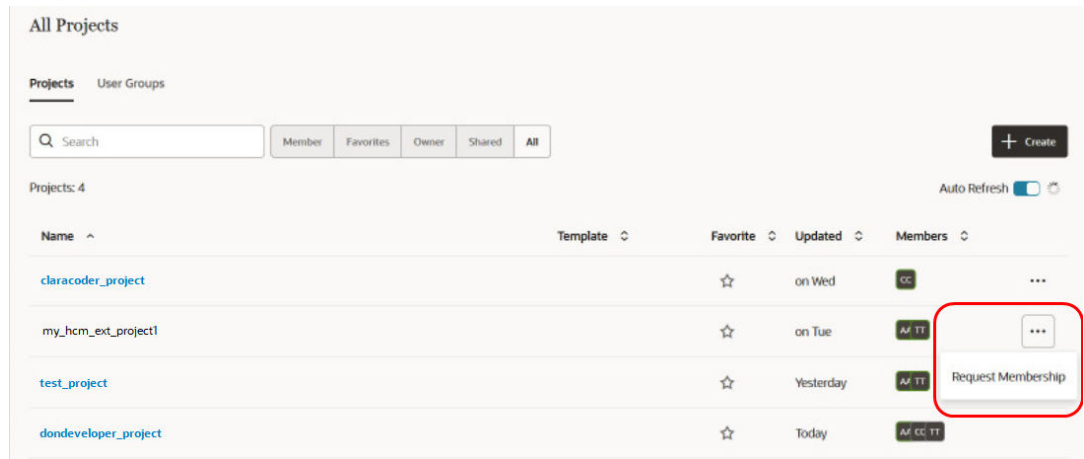 All Projects
Projects User Groups
Search Member Favorites Owner Shared All + Create
Projects: 4 Auto Refresh
Name Template Favorite Updated Members
claracoder_project on Wed CC ...
my_hcm_ext_project1 on Tue TT ...
Request Membership
test_project Yesterday TT
dondeveloper_project Today CC TT